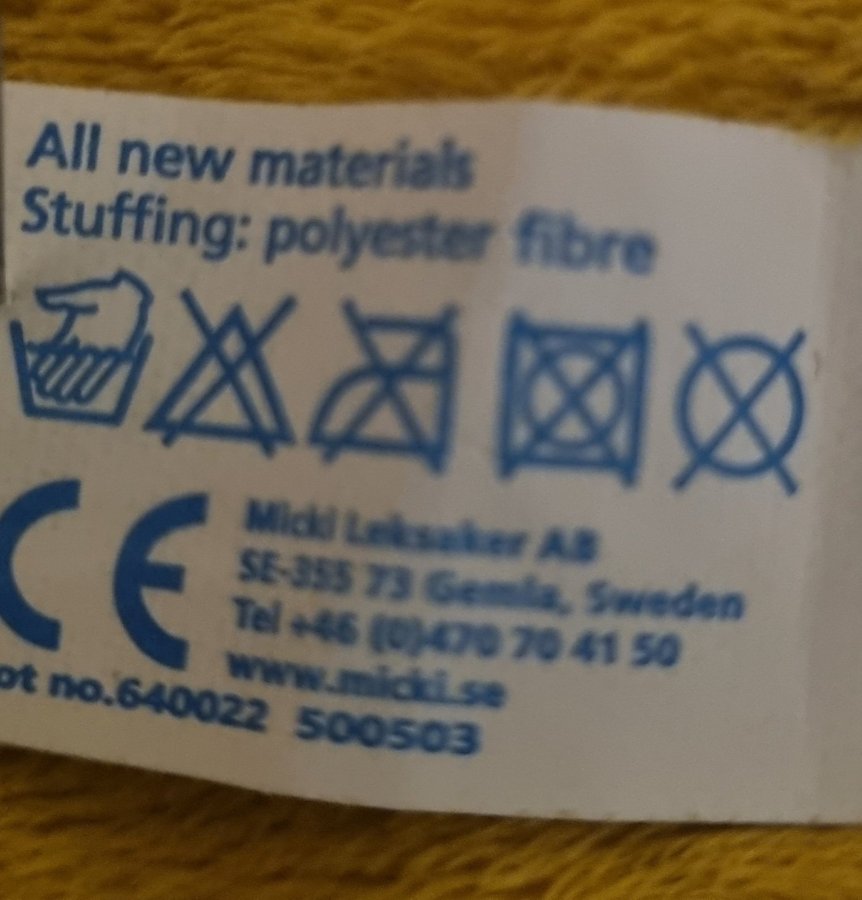 All new materials
Stuffing: polyester fibre
CE
Micki Leksaker AB
SE-355 73 Gemla, Sweden
Tel +46 (0)470 70 41 50
www.micki.se
ot no.640022 500503